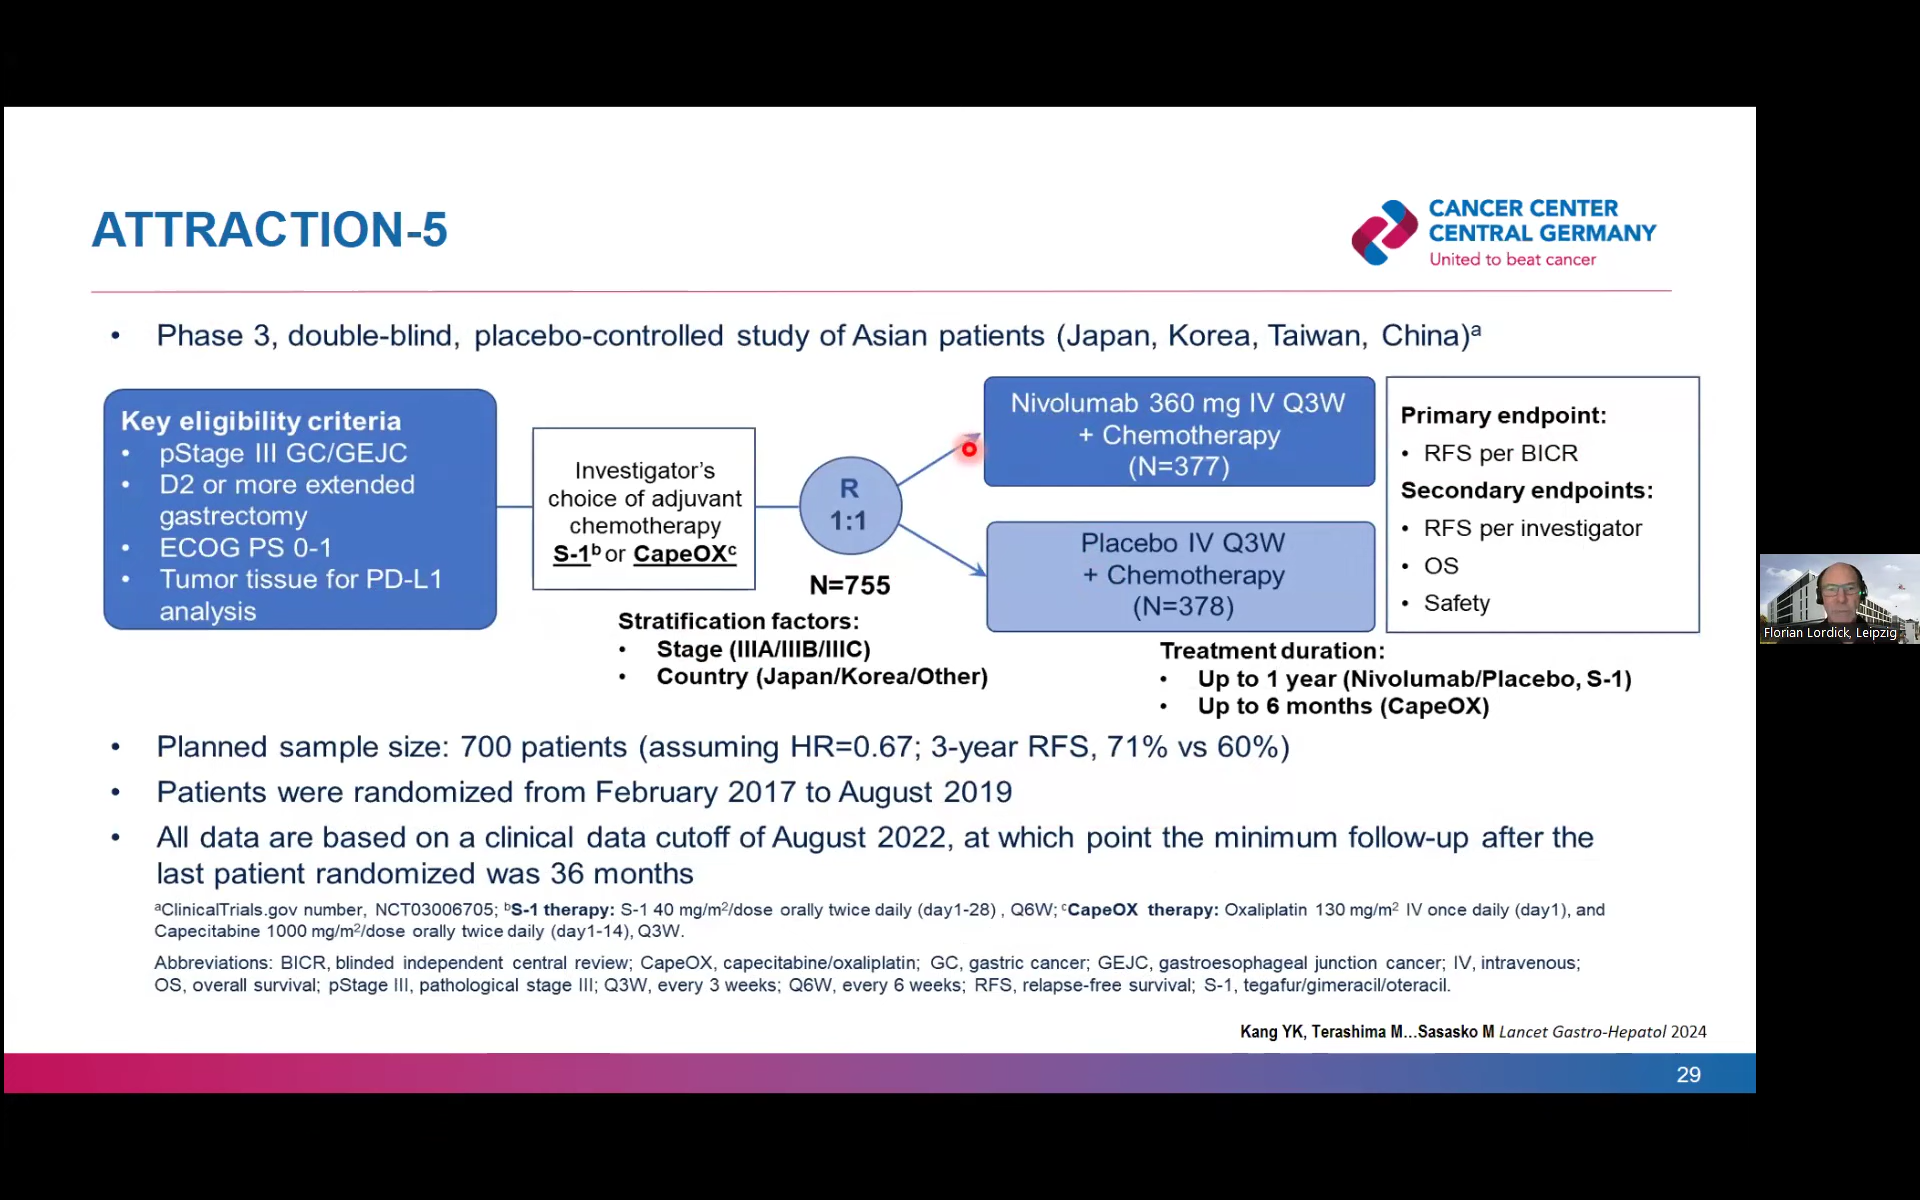 ATTRACTION-5
CANCER CENTER
CENTRAL GERMANY
United to beat cancer
• Phase 3, double-blind, placebo-controlled study of Asian patients (Japan, Korea, Taiwan, China)ᵃ
Key eligibility criteria
• pStage III GC/GEJC
• D2 or more extended
gastrectomy
• ECOG PS 0-1
• Tumor tissue for PD-L1
analysis
Investigator's
choice of adjuvant
chemotherapy
S-1ᵇ or CapeOXᶜ
R
1:1
N=755
Stratification factors:
• Stage (IIIA/IIIB/IIIC)
• Country (Japan/Korea/Other)
Nivolumab 360 mg IV Q3W
+ Chemotherapy
(N=377)
Placebo IV Q3W
+ Chemotherapy
(N=378)
Primary endpoint:
• RFS per BICR
Secondary endpoints:
• RFS per investigator
• OS
• Safety
Treatment duration:
• Up to 1 year (Nivolumab/Placebo, S-1)
• Up to 6 months (CapeOX)
• Planned sample size: 700 patients (assuming HR=0.67; 3-year RFS, 71% vs 60%)
• Patients were randomized from February 2017 to August 2019
• All data are based on a clinical data cutoff of August 2022, at which point the minimum follow-up after the
last patient randomized was 36 months
ᵃClinicalTrials.gov number, NCT03006705; ᵇS-1 therapy: S-1 40 mg/m²/dose orally twice daily (day1-28) , Q6W; ᶜCapeOX therapy: Oxaliplatin 130 mg/m² IV once daily (day1), and
Capecitabine 1000 mg/m²/dose orally twice daily (day1-14), Q3W.
Abbreviations: BICR, blinded independent central review; CapeOX, capecitabine/oxaliplatin; GC, gastric cancer; GEJC, gastroesophageal junction cancer; IV, intravenous;
OS, overall survival; pStage III, pathological stage III; Q3W, every 3 weeks; Q6W, every 6 weeks; RFS, relapse-free survival; S-1, tegafur/gimeracil/oteracil.
Kang YK, Terashima M...Sasasko M Lancet Gastro-Hepatol 2024
29
Florian Lordick, Leipzig